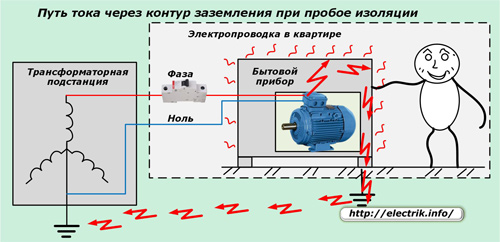 Путь тока через контур заземления при пробое изоляции
Электропроводка в квартире
Трансформаторная
подстанция
Фаза
Бытовой
прибор
Ноль
http://electrik.info/